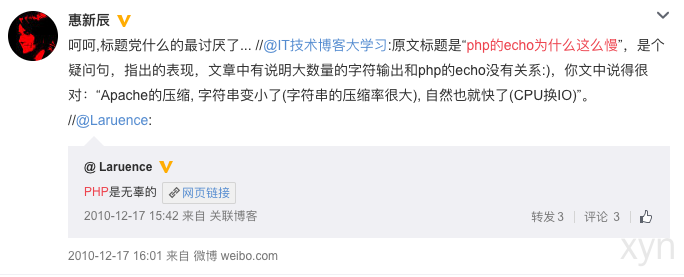 惠新辰
呵呵,标题党什么的最讨厌了... //@IT技术博客大学习:原文标题是“php的echo为什么这么慢”，是个
疑问句，指出的表现，文章中有说明大数量的字符输出和php的echo没有关系:)，你文中说得很
对：“Apache的压缩, 字符串变小了(字符串的压缩率很大), 自然也就快了(CPU换IO)”。
//@Laruence:
@ Laruence
PHP是无辜的 网页链接
2010-12-17 15:42 来自 关联博客 转发 3 评论 3
2010-12-17 16:01 来自 微博 weibo.com
xyn